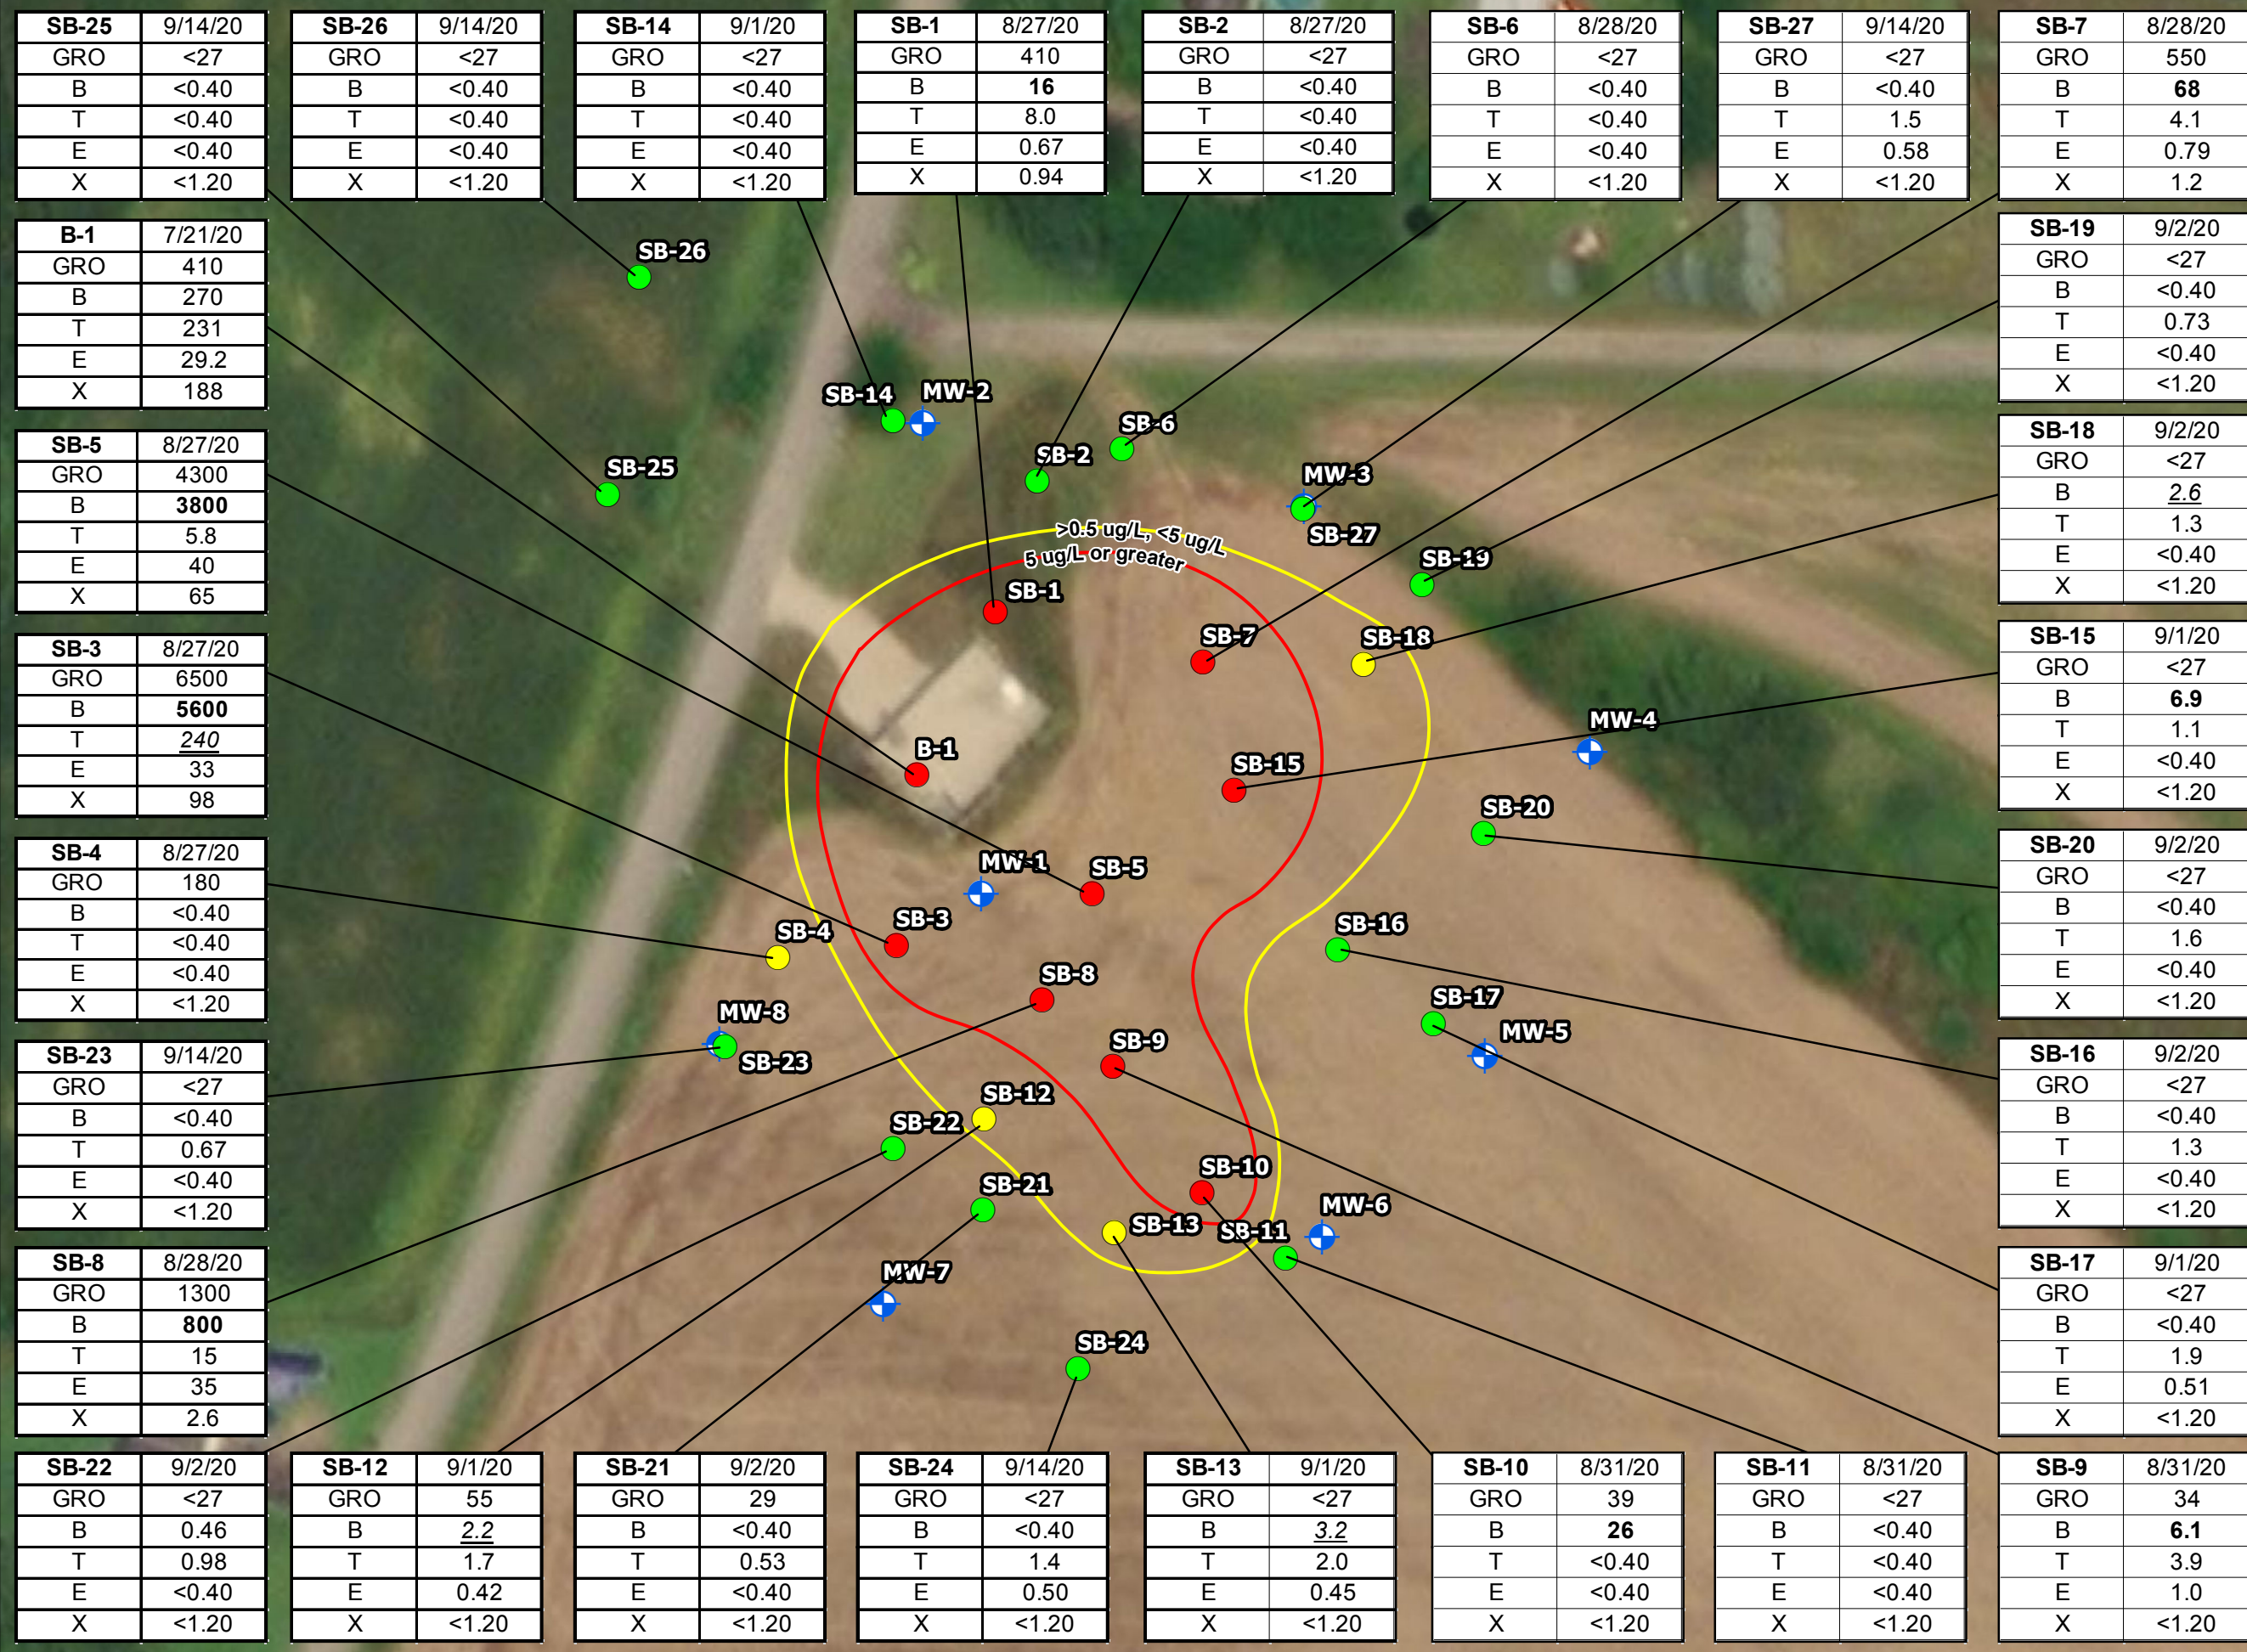 SB-25 9/14/20
GRO <27
B <0.40
T <0.40
E <0.40
X <1.20
SB-26 9/14/20
GRO <27
B <0.40
T <0.40
E <0.40
X <1.20
SB-14 9/1/20
GRO <27
B <0.40
T <0.40
E <0.40
X <1.20
SB-1 8/27/20
GRO 410
B 16
T 8.0
E 0.67
X 0.94
SB-2 8/27/20
GRO <27
B <0.40
T <0.40
E <0.40
X <1.20
SB-6 8/28/20
GRO <27
B <0.40
T <0.40
E <0.40
X <1.20
SB-27 9/14/20
GRO <27
B <0.40
T 1.5
E 0.58
X <1.20
SB-7 8/28/20
GRO 550
B 68
T 4.1
E 0.79
X 1.2
B-1 7/21/20
GRO 410
B 270
T 231
E 29.2
X 188
SB-5 8/27/20
GRO 4300
B 3800
T 5.8
E 40
X 65
SB-3 8/27/20
GRO 6500
B 5600
T 240
E 33
X 98
SB-4 8/27/20
GRO 180
B <0.40
T <0.40
E <0.40
X <1.20
SB-23 9/14/20
GRO <27
B <0.40
T 0.67
E <0.40
X <1.20
SB-8 8/28/20
GRO 1300
B 800
T 15
E 35
X 2.6
SB-26
SB-14
MW-2
SB-6
SB-2
SB-25
MW-3
SB-27
>0.5 ug/L, <5 ug/L
5 ug/L or greater
SB-19
SB-1
SB-7
SB-18
MW-4
B-1
SB-15
SB-20
MW-1
SB-5
SB-3
SB-4
SB-16
SB-8
SB-17
MW-8
SB-23
MW-5
SB-9
SB-12
SB-22
SB-10
SB-21
MW-6
SB-13
SB-11
MW-7
SB-24
SB-19 9/2/20
GRO <27
B <0.40
T 0.73
E <0.40
X <1.20
SB-18 9/2/20
GRO <27
B 2.6
T 1.3
E <0.40
X <1.20
SB-15 9/1/20
GRO <27
B 6.9
T 1.1
E <0.40
X <1.20
SB-20 9/2/20
GRO <27
B <0.40
T 1.6
E <0.40
X <1.20
SB-16 9/2/20
GRO <27
B <0.40
T 1.3
E <0.40
X <1.20
SB-17 9/1/20
GRO <27
B <0.40
T 1.9
E 0.51
X <1.20
SB-22 9/2/20
GRO <27
B 0.46
T 0.98
E <0.40
X <1.20
SB-12 9/1/20
GRO 55
B 2.2
T 1.7
E 0.42
X <1.20
SB-21 9/2/20
GRO 29
B <0.40
T 0.53
E <0.40
X <1.20
SB-24 9/14/20
GRO <27
B <0.40
T 1.4
E 0.50
X <1.20
SB-13 9/1/20
GRO <27
B 3.2
T 2.0
E 0.45
X <1.20
SB-10 8/31/20
GRO 39
B 26
T <0.40
E <0.40
X <1.20
SB-11 8/31/20
GRO <27
B <0.40
T <0.40
E <0.40
X <1.20
SB-9 8/31/20
GRO 34
B 6.1
T 3.9
E 1.0
X <1.20